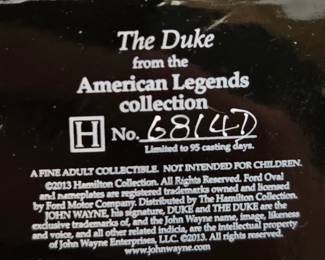 The Duke
from the
American Legends
collection
H No. 6814D
Limited to 95 casting days.
A FINE ADULT COLLECTIBLE. NOT INTENDED FOR CHILDREN.
©2013 Hamilton Collection. All Rights Reserved. Ford Oval
and nameplates are registered trademarks owned and licensed
by Ford Motor Company. Distributed by The Hamilton Collection.
JOHN WAYNE, his signature, DUKE and THE DUKE are the
exclusive trademarks of, and the John Wayne name, image, likeness
and voice, and all other related indicia, are the intellectual property
of John Wayne Enterprises, LLC. ©2013. All rights reserved.
www.johnwayne.com